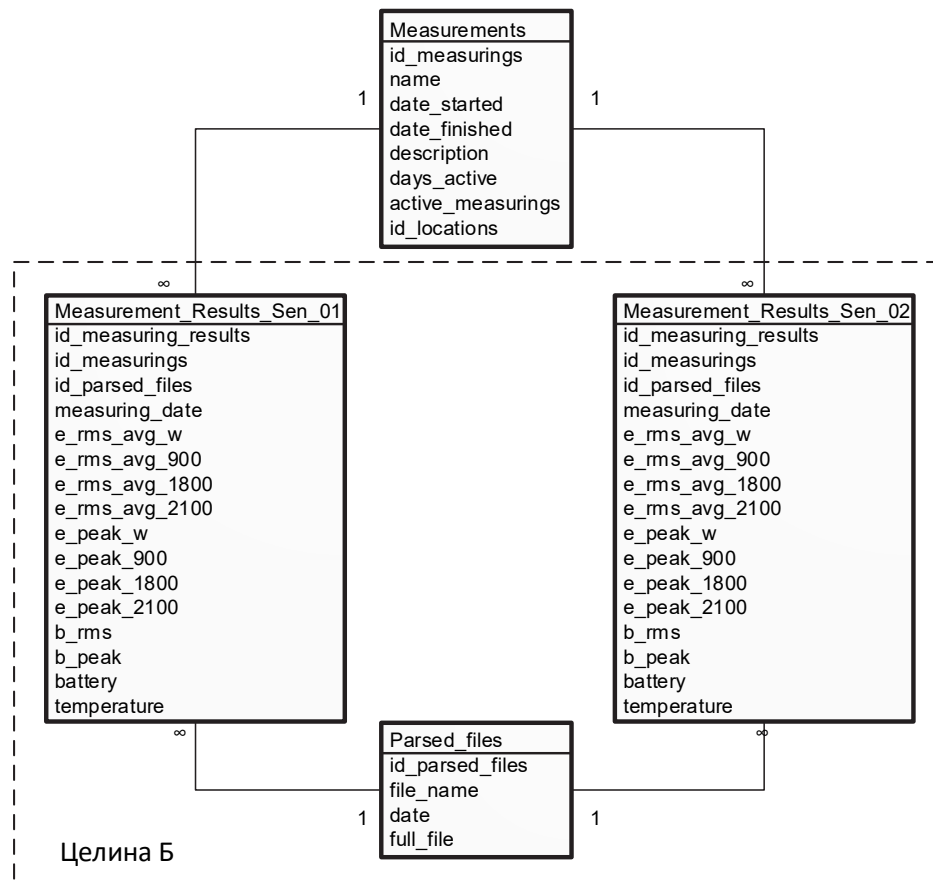 Measurements
id_measurings
name
date_started
date_finished
description
days_active
active_measurings
id_locations
1
1
∞
∞
Measurement_Results_Sen_01
id_measuring_results
id_measurings
id_parsed_files
measuring_date
e_rms_avg_w
e_rms_avg_900
e_rms_avg_1800
e_rms_avg_2100
e_peak_w
e_peak_900
e_peak_1800
e_peak_2100
b_rms
b_peak
battery
temperature
Measurement_Results_Sen_02
id_measuring_results
id_measurings
id_parsed_files
measuring_date
e_rms_avg_w
e_rms_avg_900
e_rms_avg_1800
e_rms_avg_2100
e_peak_w
e_peak_900
e_peak_1800
e_peak_2100
b_rms
b_peak
battery
temperature
∞
∞
Parsed_files
id_parsed_files
file_name
date
full_file
1
1
Целина Б